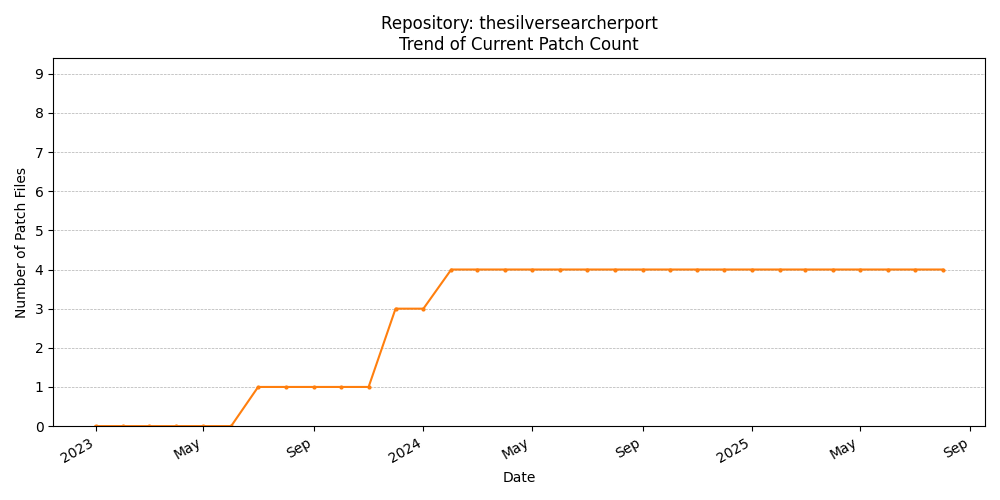 Repository: thesilversearcherport
Trend of Current Patch Count
Number of Patch Files
9
8
7
6
5
4
3
2
1
0
2023
May
Sep
2024
May
Sep
2025
May
Sep
Date